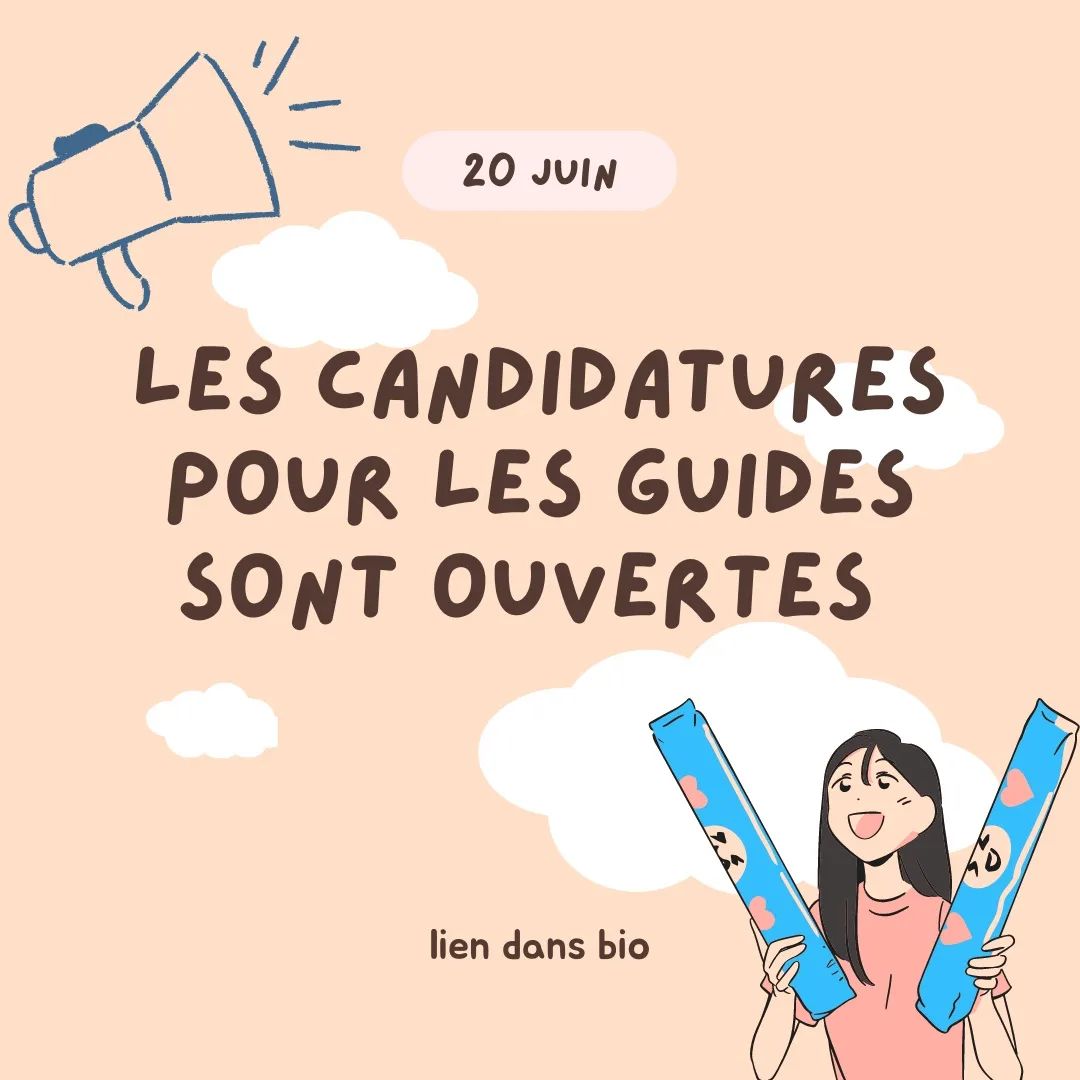 20 JUIN
LES CANDIDATURES
POUR LES GUIDES
SONT OUVERTES
lien dans bio